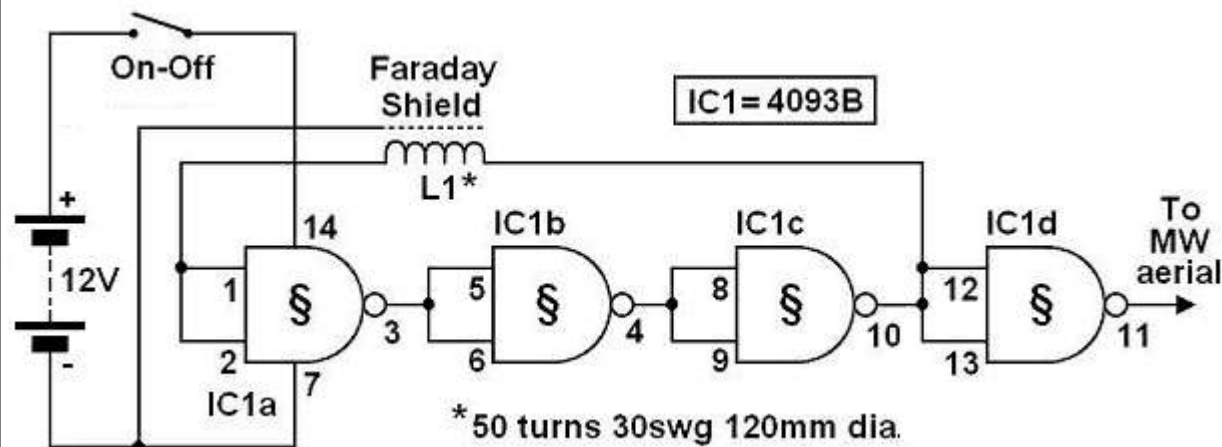 On-Off
Faraday
Shield
IC1= 4093B
L1*
+
14
IC1b
IC1c
IC1d
To
MW
aerial
12V
1
§
3
5
§
4
8
§
10
12
§
11
2
7
6
9
13
-
IC1a
*50 turns 30swg 120mm dia.